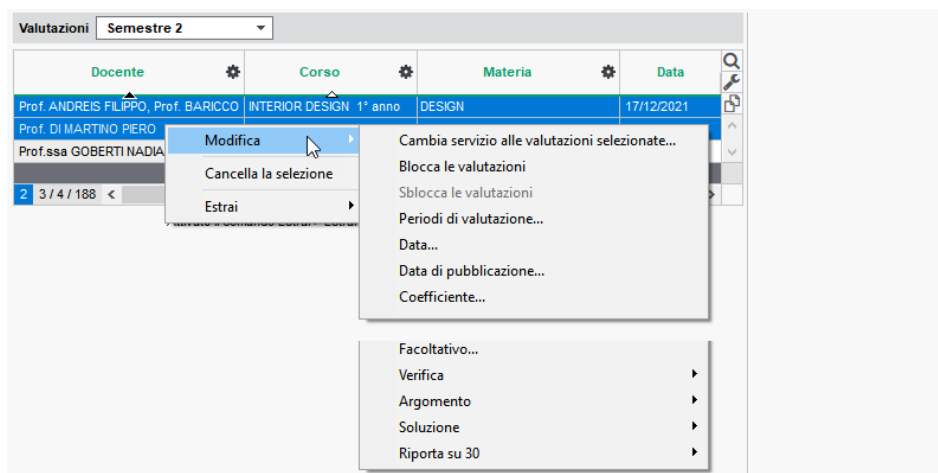 Valutazioni Semestre 2
Docente Corso Materia Data
Prof. ANDREIS FILIPPO, Prof. BARICCO INTERIOR DESIGN 1° anno DESIGN 17/12/2021
Prof. DI MARTINO PIERO
Prof.ssa GOBERTI NADIA
2 3 / 4 / 188 <
Modifica
Cancella la selezione
Estrai
Cambia servizio alle valutazioni selezionate...
Blocca le valutazioni
Sblocca le valutazioni
Periodi di valutazione...
Data...
Data di pubblicazione...
Coefficiente...
Facoltativo...
Verifica
Argomento
Soluzione
Riporta su 30